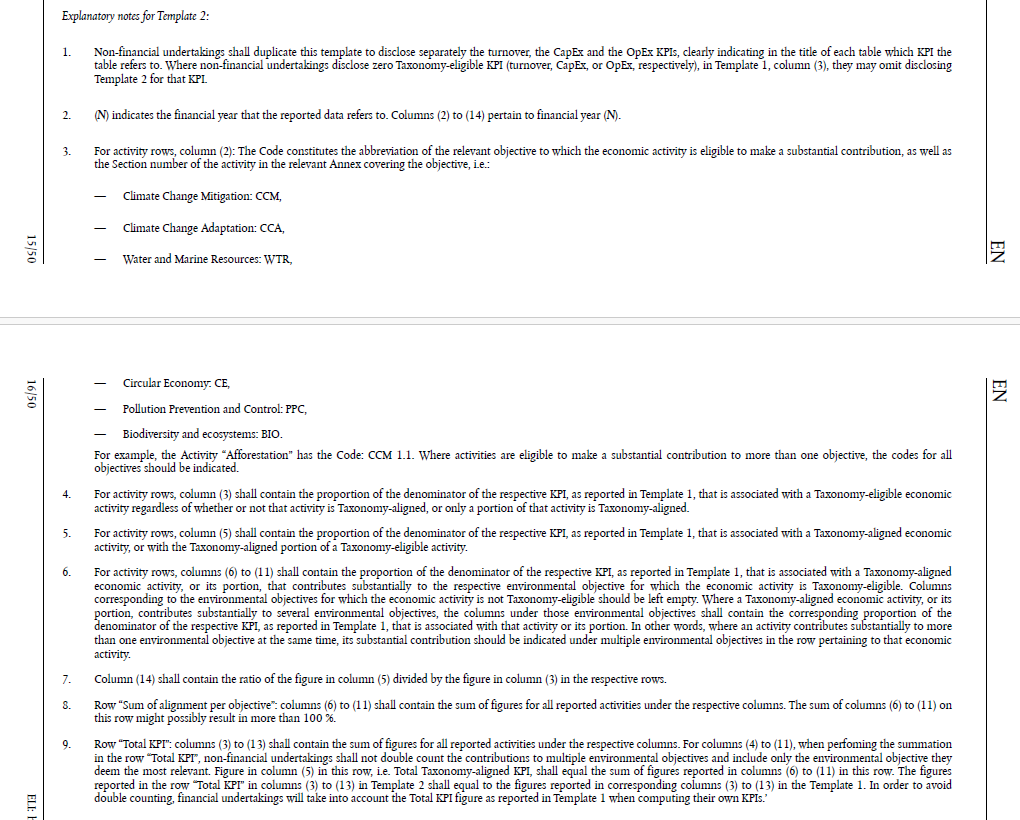 Explanatory notes for Template 2:
1. Non-financial undertakings shall duplicate this template to disclose separately the turnover, the CapEx and the OpEx KPIs, clearly indicating in the title of each table which KPI the
table refers to. Where non-financial undertakings disclose zero Taxonomy-eligible KPI (turnover, CapEx, or OpEx, respectively), in Template 1, column (3), they may omit disclosing
Template 2 for that KPI.
2. (N) indicates the financial year that the reported data refers to. Columns (2) to (14) pertain to financial year (N).
3. For activity rows, column (2): The Code constitutes the abbreviation of the relevant objective to which the economic activity is eligible to make a substantial contribution, as well as
the Section number of the activity in the relevant Annex covering the objective, i.e.:
— Climate Change Mitigation: CCM,
— Climate Change Adaptation: CCA,
— Water and Marine Resources: WTR,
15/50
EN
16/50
EN
— Circular Economy: CE,
— Pollution Prevention and Control: PPC,
— Biodiversity and ecosystems: BIO.
For example, the Activity “Afforestation” has the Code: CCM 1.1. Where activities are eligible to make a substantial contribution to more than one objective, the codes for all
objectives should be indicated.
4. For activity rows, column (3) shall contain the proportion of the denominator of the respective KPI, as reported in Template 1, that is associated with a Taxonomy-eligible economic
activity regardless of whether or not that activity is Taxonomy-aligned, or only a portion of that activity is Taxonomy-aligned.
5. For activity rows, column (5) shall contain the proportion of the denominator of the respective KPI, as reported in Template 1, that is associated with a Taxonomy-aligned economic
activity, or with the Taxonomy-aligned portion of a Taxonomy-eligible activity.
6. For activity rows, columns (6) to (11) shall contain the proportion of the denominator of the respective KPI, as reported in Template 1, that is associated with a Taxonomy-aligned
economic activity, or its portion, that contributes substantially to the respective environmental objective for which the economic activity is Taxonomy-eligible. Columns
corresponding to the environmental objectives for which the economic activity is not Taxonomy-eligible should be left empty. Where a Taxonomy-aligned economic activity, or its
portion, contributes substantially to several environmental objectives, the columns under those environmental objectives shall contain the corresponding proportion of the
denominator of the respective KPI, as reported in Template 1, that is associated with that activity or its portion. In other words, where an activity contributes substantially to more
than one environmental objective at the same time, its substantial contribution should be indicated under multiple environmental objectives in the row pertaining to that economic
activity.
7. Column (14) shall contain the ratio of the figure in column (5) divided by the figure in column (3) in the respective rows.
8. Row “Sum of alignment per objective”: columns (6) to (11) shall contain the sum of figures for all reported activities under the respective columns. The sum of columns (6) to (11) on
this row might possibly result in more than 100 %.
9. Row “Total KPI”: columns (3) to (13) shall contain the sum of figures for all reported activities under the respective columns. For columns (4) to (11), when perfoming the summation
in the row “Total KPI”, non-financial undertakings shall not double count the contributions to multiple environmental objectives and include only the environmental objective they
deem the most relevant. Figure in column (5) in this row, i.e. Total Taxonomy-aligned KPI, shall equal the sum of figures reported in columns (6) to (11) in this row. The figures
reported in the row “Total KPI” in columns (3) to (13) in Template 2 shall equal to the figures reported in corresponding columns (3) to (13) in the Template 1. In order to avoid
double counting, financial undertakings will take into account the Total KPI figure as reported in Template 1 when computing their own KPIs.’
ELI: